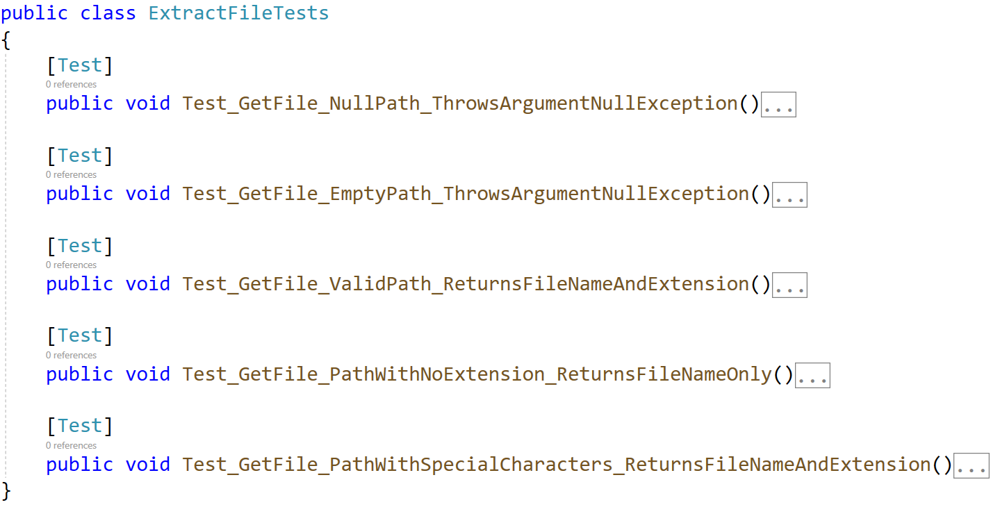 public class ExtractFileTests
{
[Test]
0 references
public void Test_GetFile_NullPath_ThrowsArgumentNullException()...
[Test]
0 references
public void Test_GetFile_EmptyPath_ThrowsArgumentNullException()...
[Test]
0 references
public void Test_GetFile_ValidPath_ReturnsFileNameAndExtension()...
[Test]
0 references
public void Test_GetFile_PathWithNoExtension_ReturnsFileNameOnly()...
[Test]
0 references
public void Test_GetFile_PathWithSpecialCharacters_ReturnsFileNameAndExtension()...
}